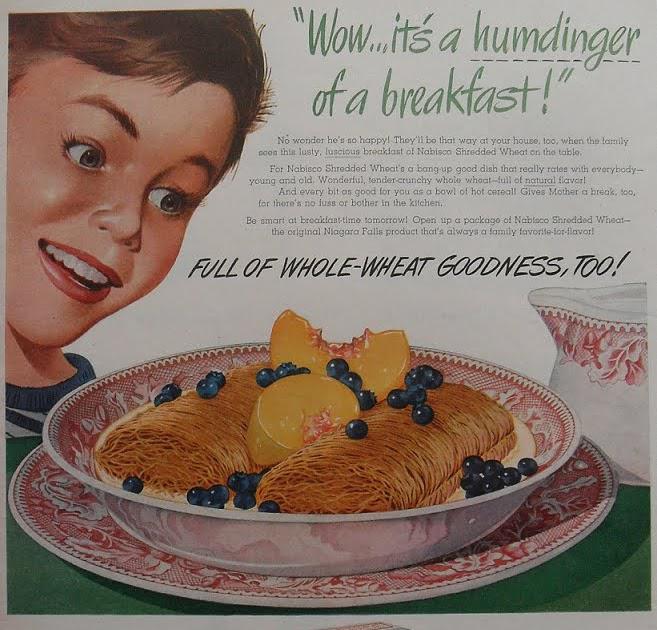 "Wow...it's a humdinger
of a breakfast!"
No wonder he's so happy! They'll be that way at your house, too, when the family
sees this lusty, luscious breakfast of Nabisco Shredded Wheat on the table.
For Nabisco Shredded Wheat's a bang-up good dish that really rates with everybody—
young and old. Wonderful, tender-crunchy whole wheat—full of natural flavor!
And every bit as good for you as a bowl of hot cereal! Gives Mother a break, too,
for there's no fuss or bother in the kitchen.
Be smart at breakfast-time tomorrow! Open up a package of Nabisco Shredded Wheat—
the original Niagara Falls product that's always a family favorite-for-flavor!
FULL OF WHOLE-WHEAT GOODNESS, TOO!